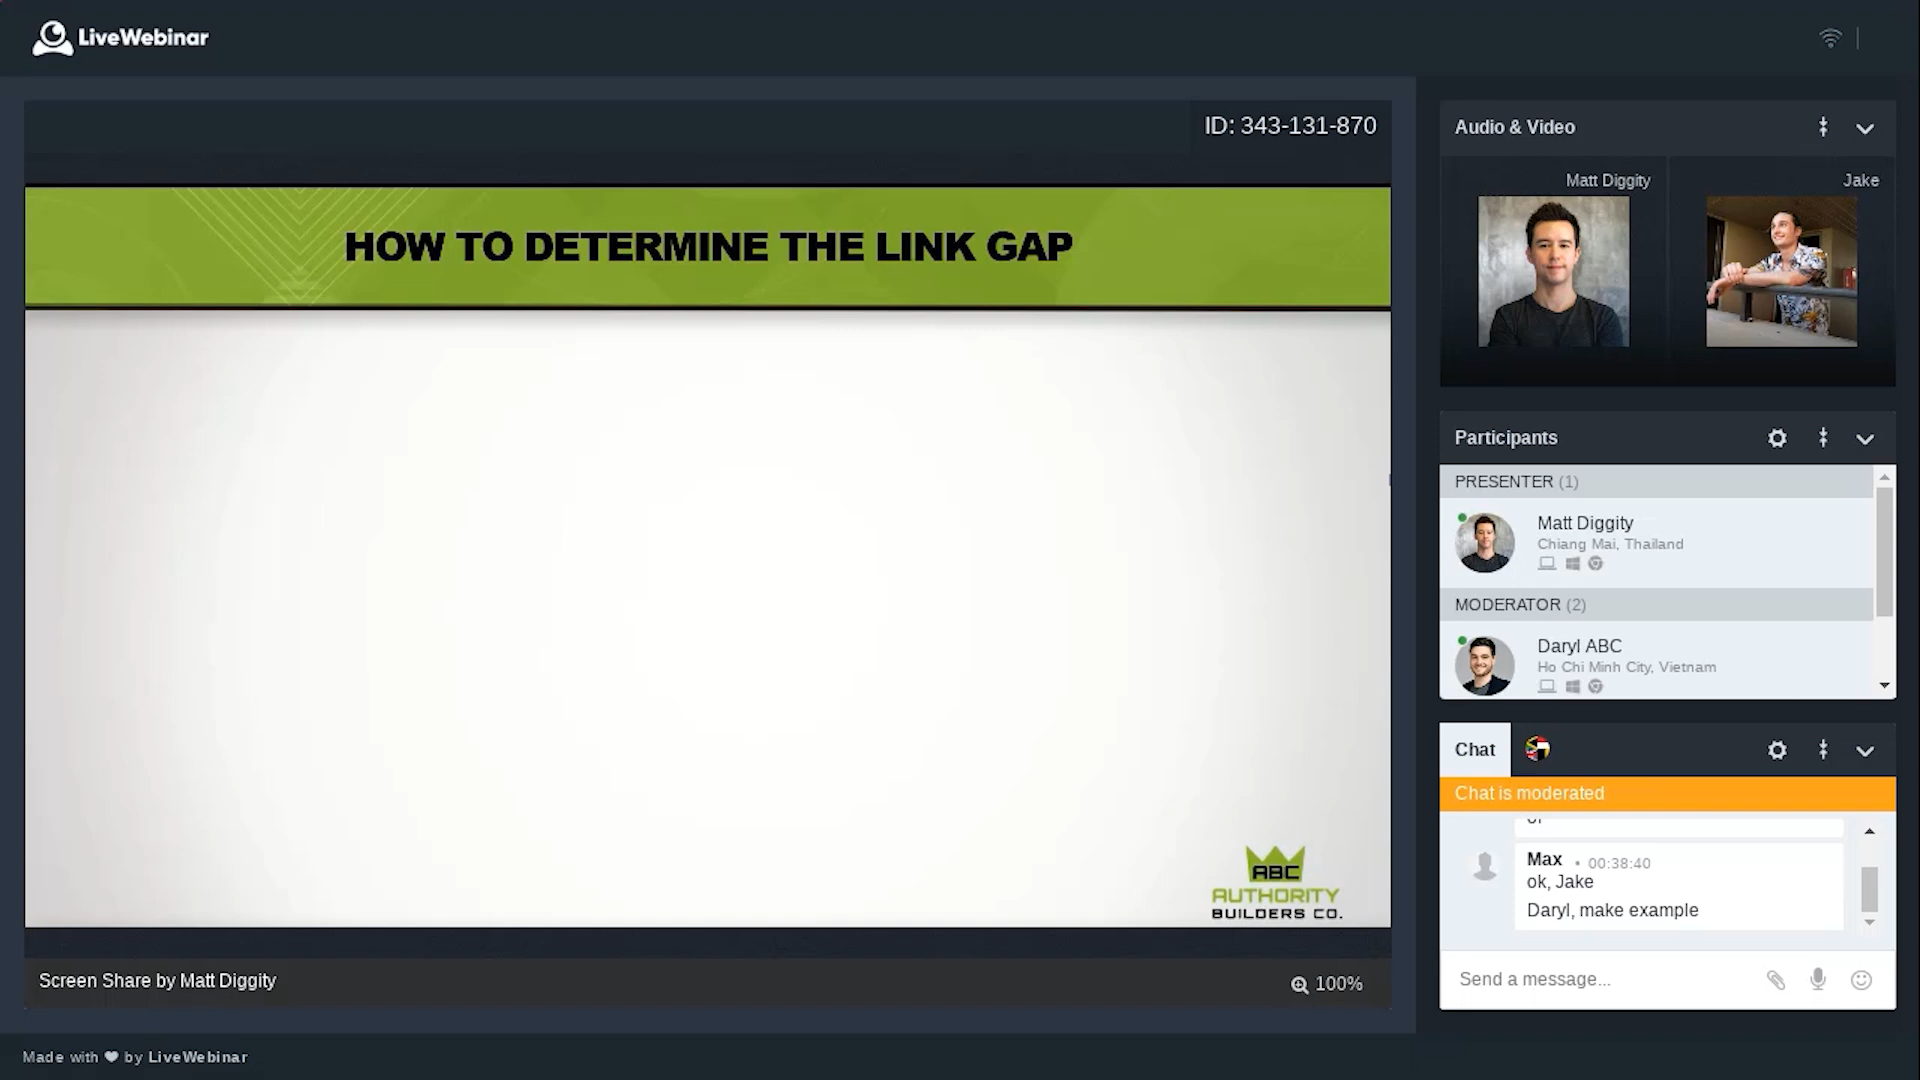 LiveWebinar
ID: 343-131-870
HOW TO DETERMINE THE LINK GAP
ABC
AUTHORITY
BUILDERS CO.
Screen Share by Matt Diggity
100%
Made with ❤ by LiveWebinar
Audio & Video
Matt Diggity
Jake
Participants
PRESENTER (1)
Matt Diggity
Chiang Mai, Thailand
MODERATOR (2)
Daryl ABC
Ho Chi Minh City, Vietnam
Chat
Chat is moderated
Max • 00:38:40
ok, Jake
Daryl, make example
Send a message...